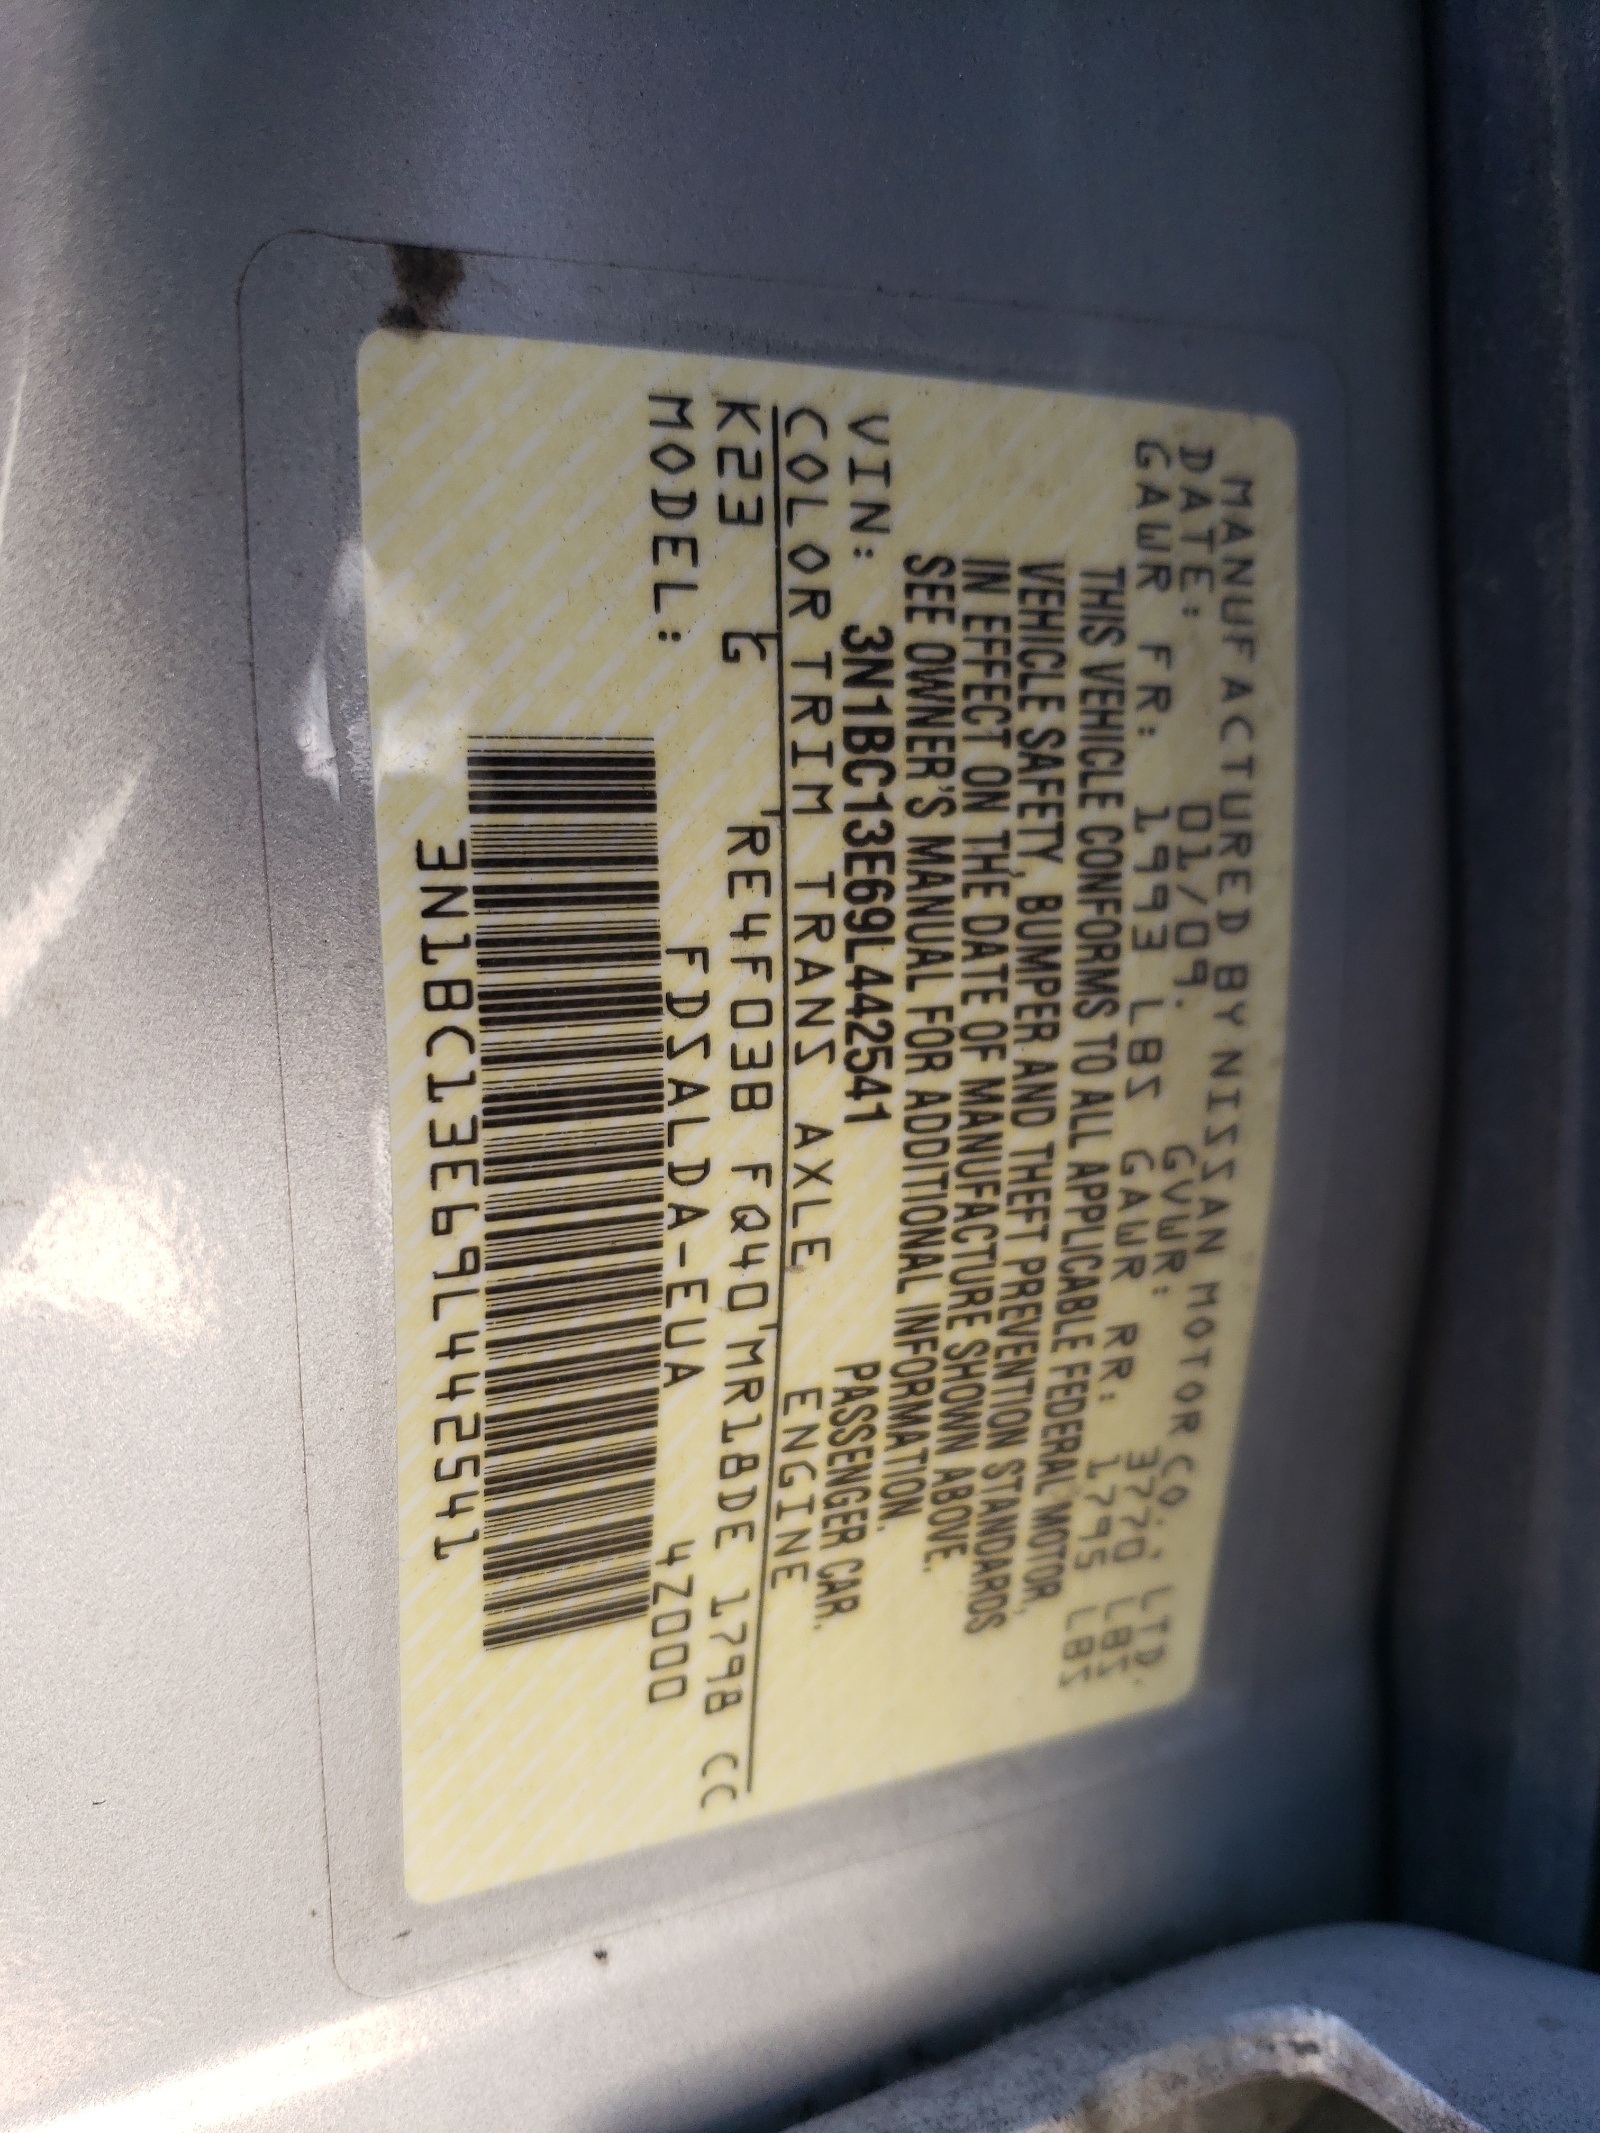 MANUFACTURED BY NISSAN MOTOR CO., LTD.
DATE: 01/09. GVWR: 3770 LBS
GAWR FR: 1993 LBS GAWR RR: 1795 LBS
THIS VEHICLE CONFORMS TO ALL APPLICABLE FEDERAL MOTOR
VEHICLE SAFETY, BUMPER AND THEFT PREVENTION STANDARDS
IN EFFECT ON THE DATE OF MANUFACTURE SHOWN ABOVE.
SEE OWNER'S MANUAL FOR ADDITIONAL INFORMATION.
VIN: 3N1BC13E69L442541 PASSENGER CAR.
COLOR TRIM TRANS AXLE ENGINE
K23 G RE4F03B FQ40 MR18DE 1798 CC
MODEL: FDSALDA-EUA 4Z000
3N1BC13E69L442541